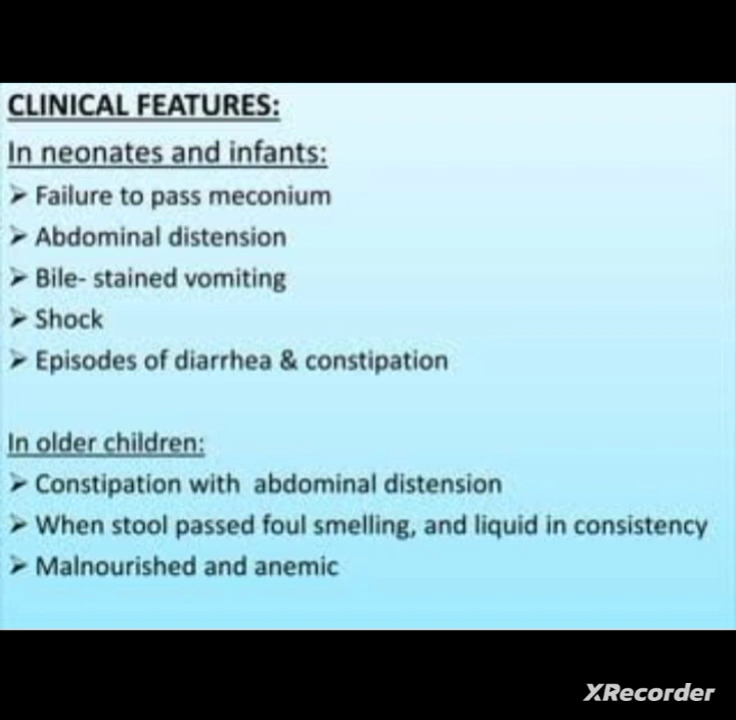 CLINICAL FEATURES:
In neonates and infants:
➢ Failure to pass meconium
➢ Abdominal distension
➢ Bile- stained vomiting
➢ Shock
➢ Episodes of diarrhea & constipation
In older children:
➢ Constipation with abdominal distension
➢ When stool passed foul smelling, and liquid in consistency
➢ Malnourished and anemic
XRecorder